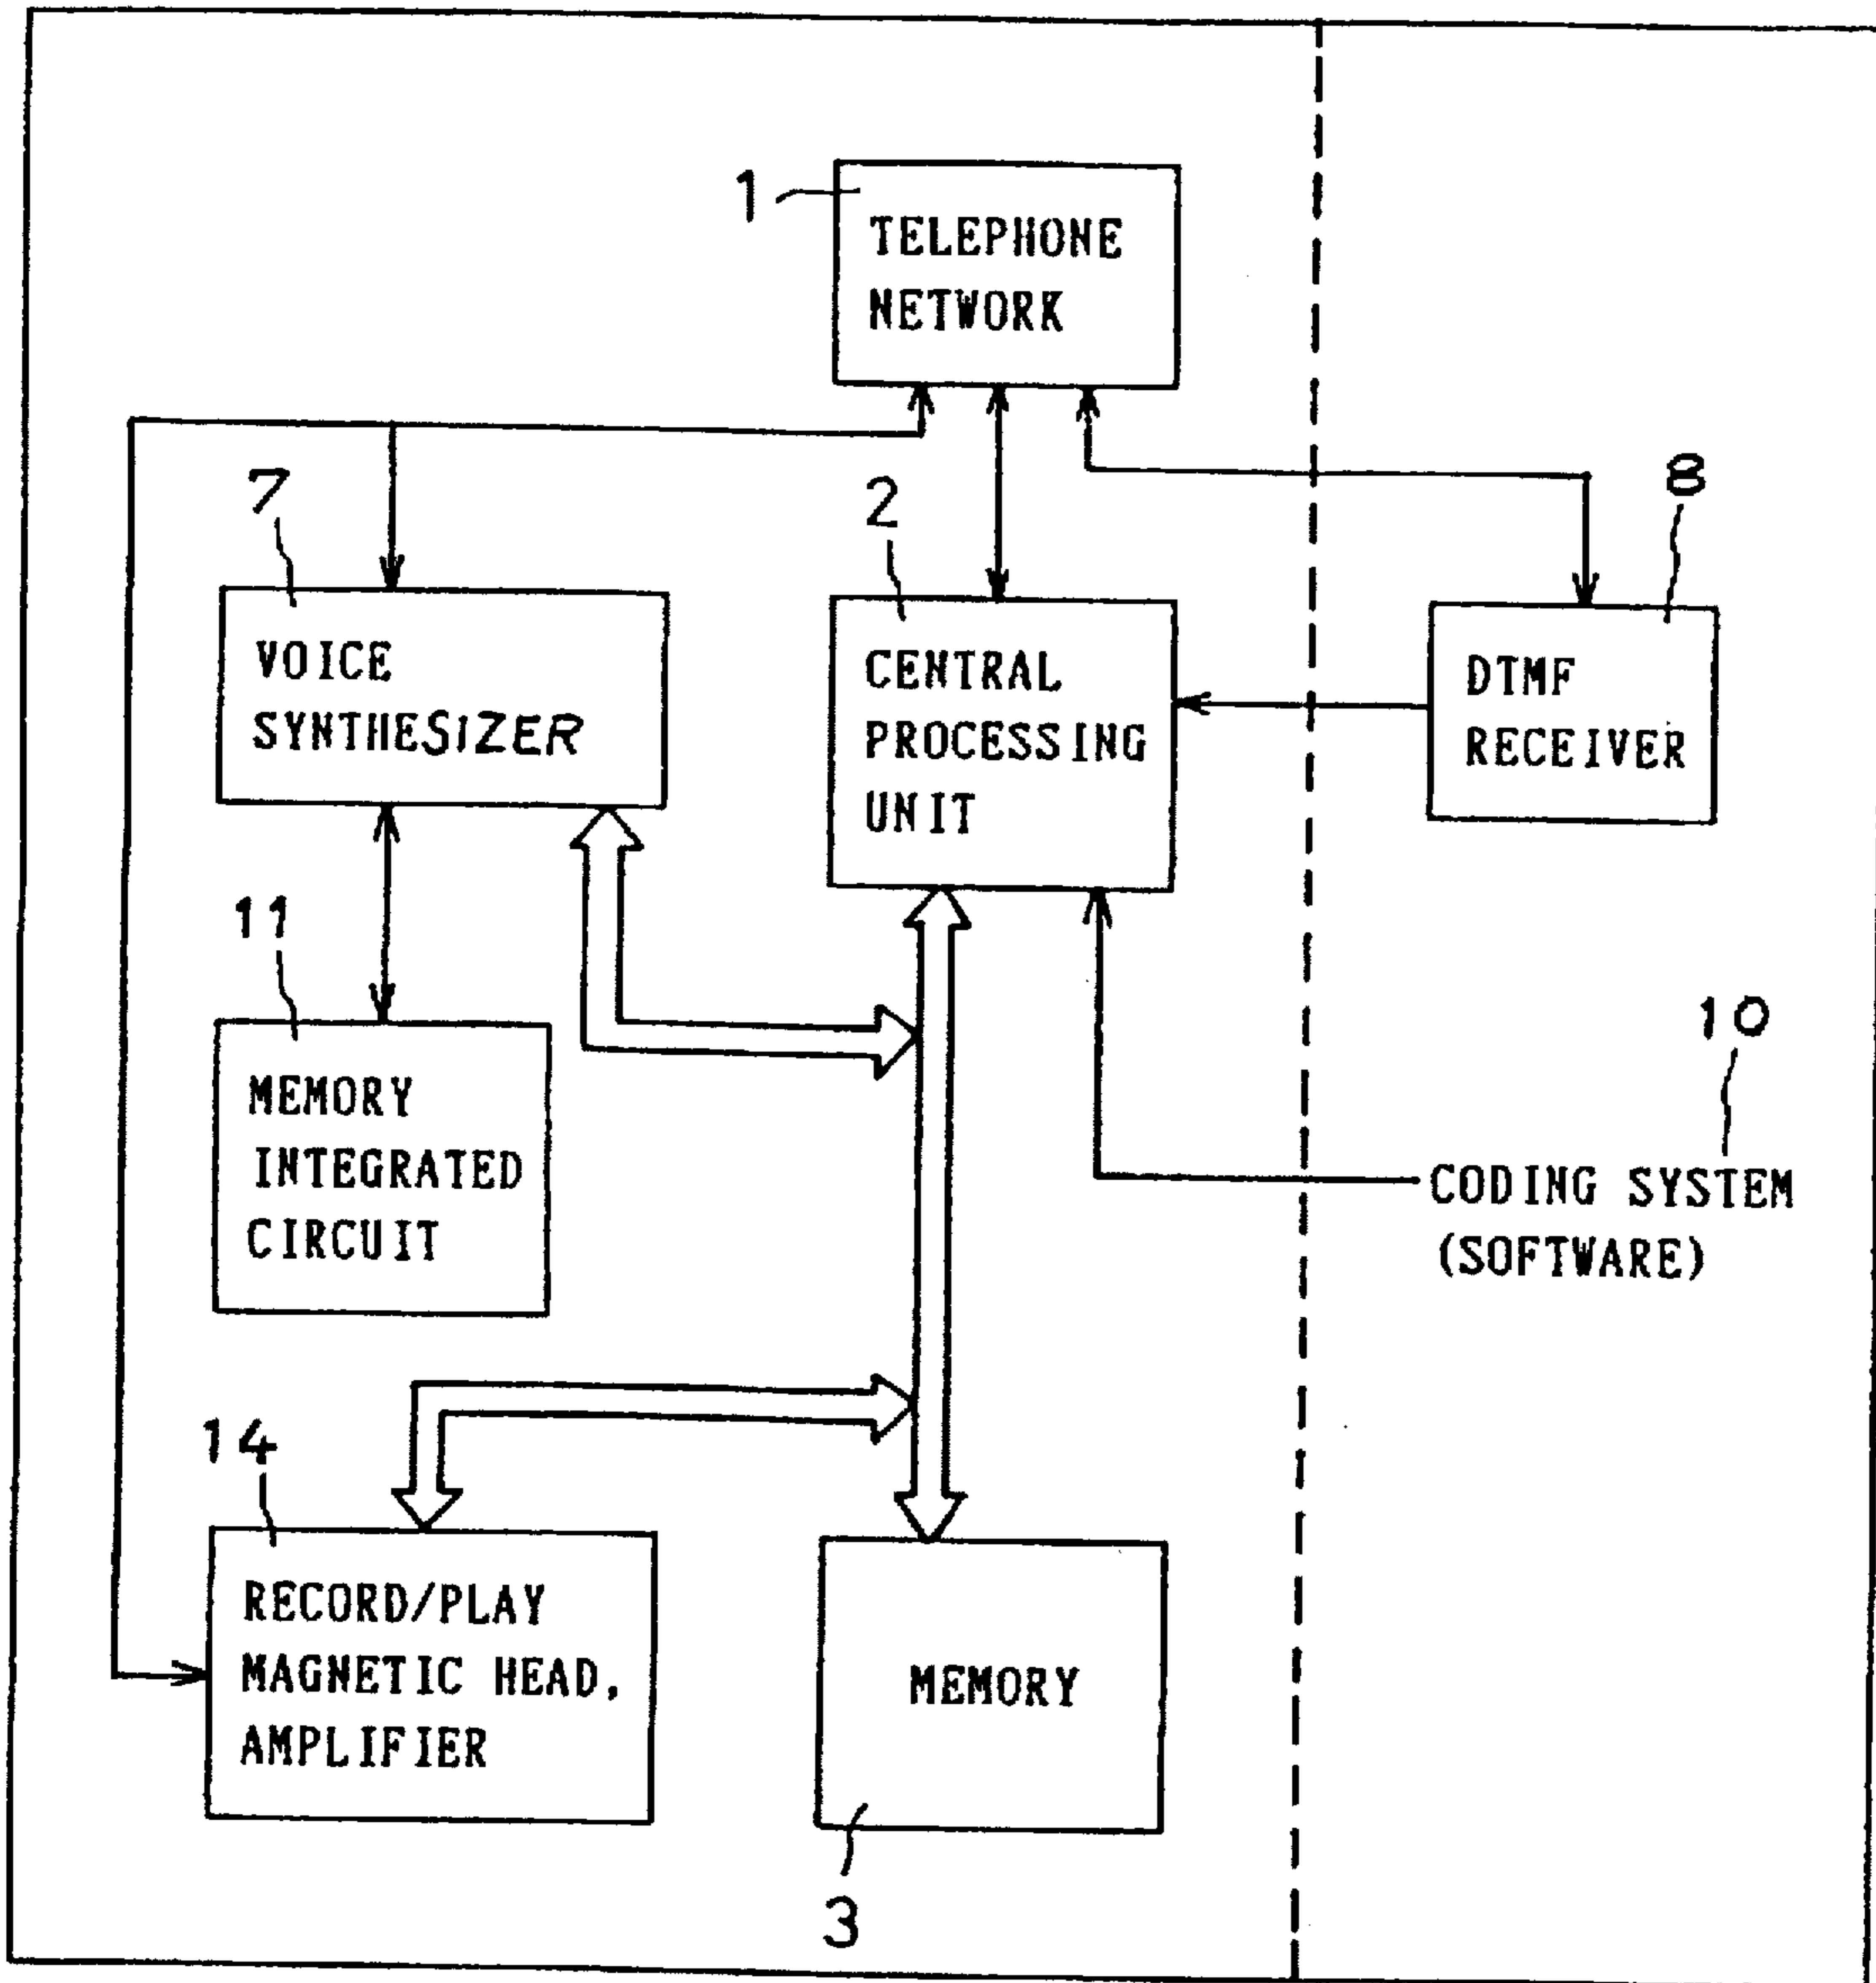 1
TELEPHONE
NETWORK
7
VOICE
SYNTHESIZER
2
CENTRAL
PROCESSING
UNIT
8
DTMF
RECEIVER
11
MEMORY
INTEGRATED
CIRCUIT
10
CODING SYSTEM
(SOFTWARE)
14
RECORD/PLAY
MAGNETIC HEAD,
AMPLIFIER
MEMORY
3